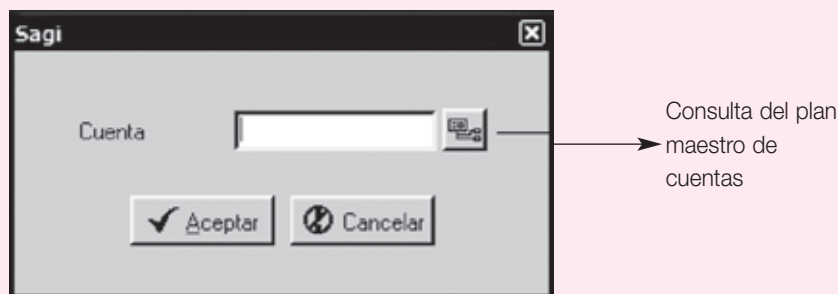 Sagi
Cuenta
Aceptar
Cancelar
Consulta del plan
maestro de
cuentas